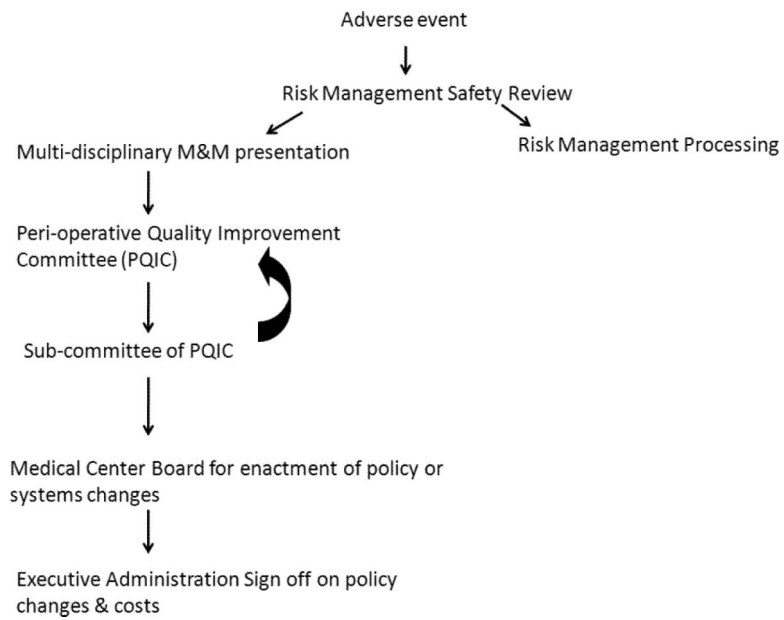 Adverse event
Risk Management Safety Review
Risk Management Processing
Multi-disciplinary M&M presentation
Peri-operative Quality Improvement
Committee (PQIC)
Sub-committee of PQIC
Medical Center Board for enactment of policy or
systems changes
Executive Administration Sign off on policy
changes & costs